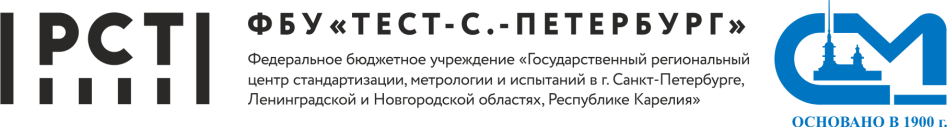 РСТ
ФБУ «ТЕСТ-С.-ПЕТЕРБУРГ»
Федеральное бюджетное учреждение «Государственный региональный
центр стандартизации, метрологии и испытаний в г. Санкт-Петербурге,
Ленинградской и Новгородской областях, Республике Карелия»
СМ
ОСНОВАНО В 1900 г.